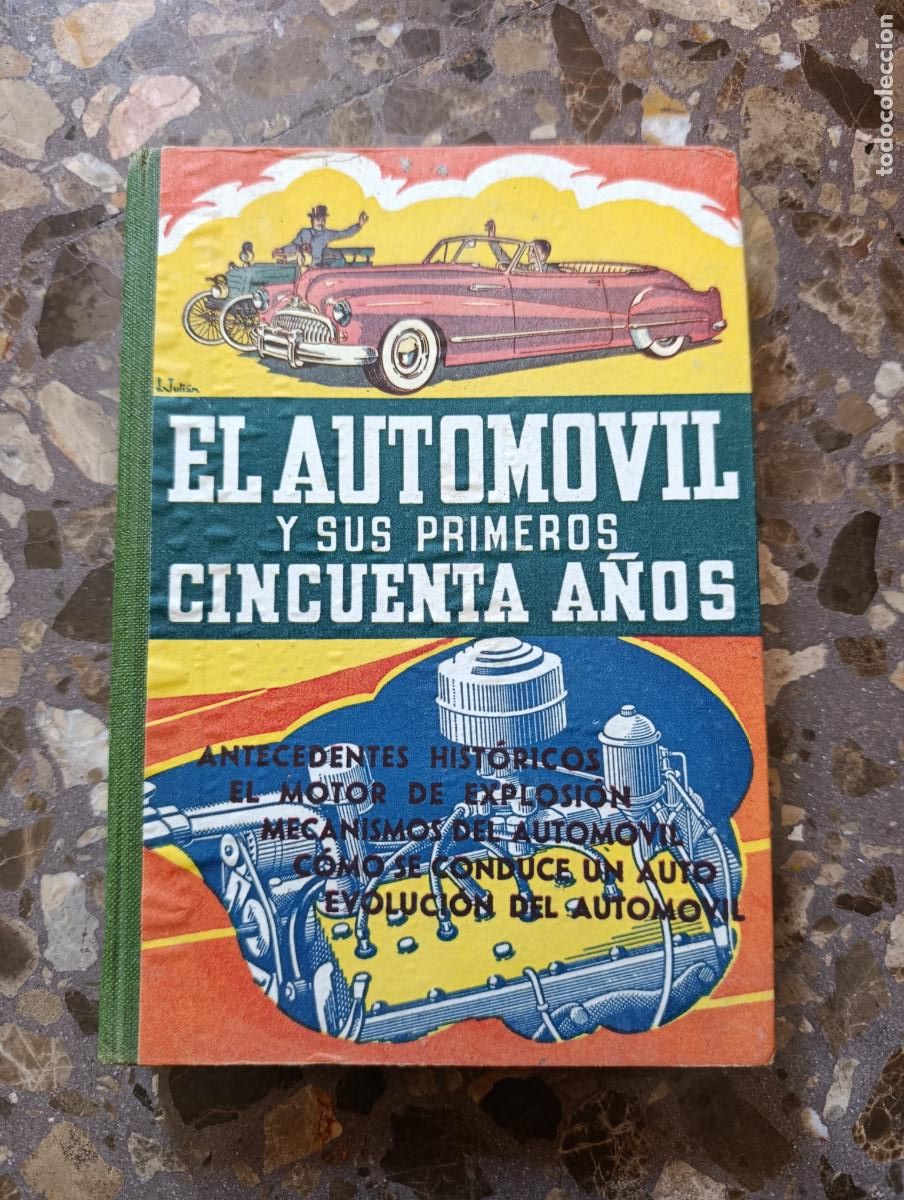 todocoleccion
J. Julián
EL AUTOMOVIL
Y SUS PRIMEROS
CINCUENTA AÑOS
ANTECEDENTES HISTÓRICOS
EL MOTOR DE EXPLOSIÓN
MECANISMOS DEL AUTOMOVIL
CÓMO SE CONDUCE UN AUTO
EVOLUCIÓN DEL AUTOMOVIL